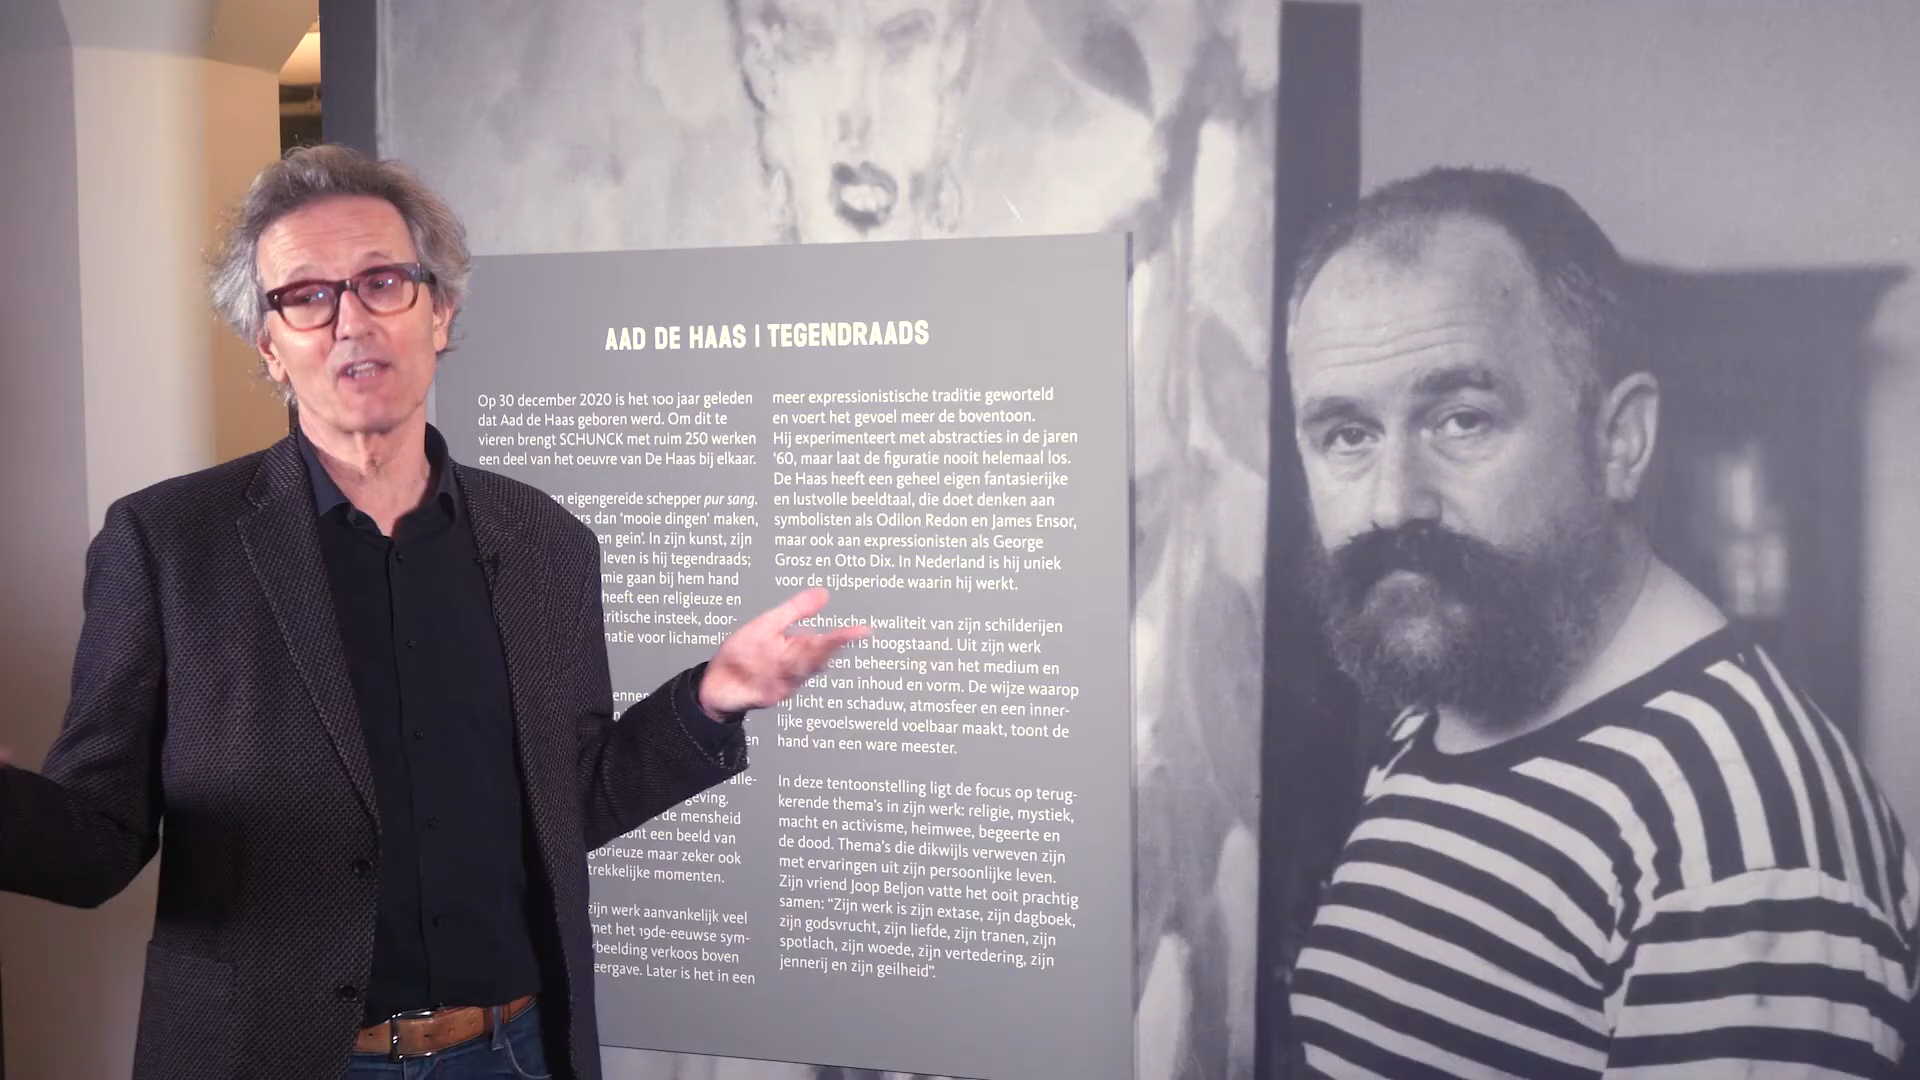 AAD DE HAAS | TEGENDRAADS
Op 30 december 2020 is het 100 jaar geleden
dat Aad de Haas geboren werd. Om dit te
vieren brengt SCHUNCK met ruim 250 werken
een deel van het oeuvre van De Haas bij elkaar.
eigengereide schepper pur sang.
dan 'mooie dingen' maken,
en gein'. In zijn kunst, zijn
leven is hij tegendraads;
gaan bij hem hand
heeft een religieuze en
insteek, door-
voor
alle-
de mensheid
een beeld van
maar zeker ook
momenten.
zijn werk aanvankelijk veel
met het 19de-eeuwse sym-
verkoos boven
Later is het in een
meer expressionistische traditie geworteld
en voert het gevoel meer de boventoon.
Hij experimenteert met abstracties in de jaren
'60, maar laat de figuratie nooit helemaal los.
De Haas heeft een geheel eigen fantasierijke
en lustvolle beeldtaal, die doet denken aan
symbolisten als Odilon Redon en James Ensor,
maar ook aan expressionisten als George
Grosz en Otto Dix. In Nederland is hij uniek
voor de tijdsperiode waarin hij werkt.
technische kwaliteit van zijn schilderijen
is hoogstaand. Uit zijn werk
een beheersing van het medium en
van inhoud en vorm. De wijze waarop
hij licht en schaduw, atmosfeer en een inner-
lijke gevoelswereld voelbaar maakt, toont de
hand van een ware meester.
In deze tentoonstelling ligt de focus op terug-
kerende thema's in zijn werk: religie, mystiek,
macht en activisme, heimwee, begeerte en
de dood. Thema's die dikwijls verweven zijn
met ervaringen uit zijn persoonlijke leven.
Zijn vriend Joop Beljon vatte het ooit prachtig
samen: "Zijn werk is zijn extase, zijn dagboek,
zijn godsvrucht, zijn liefde, zijn tranen, zijn
spotlach, zijn woede, zijn vertedering, zijn
jennerij en zijn geilheid".